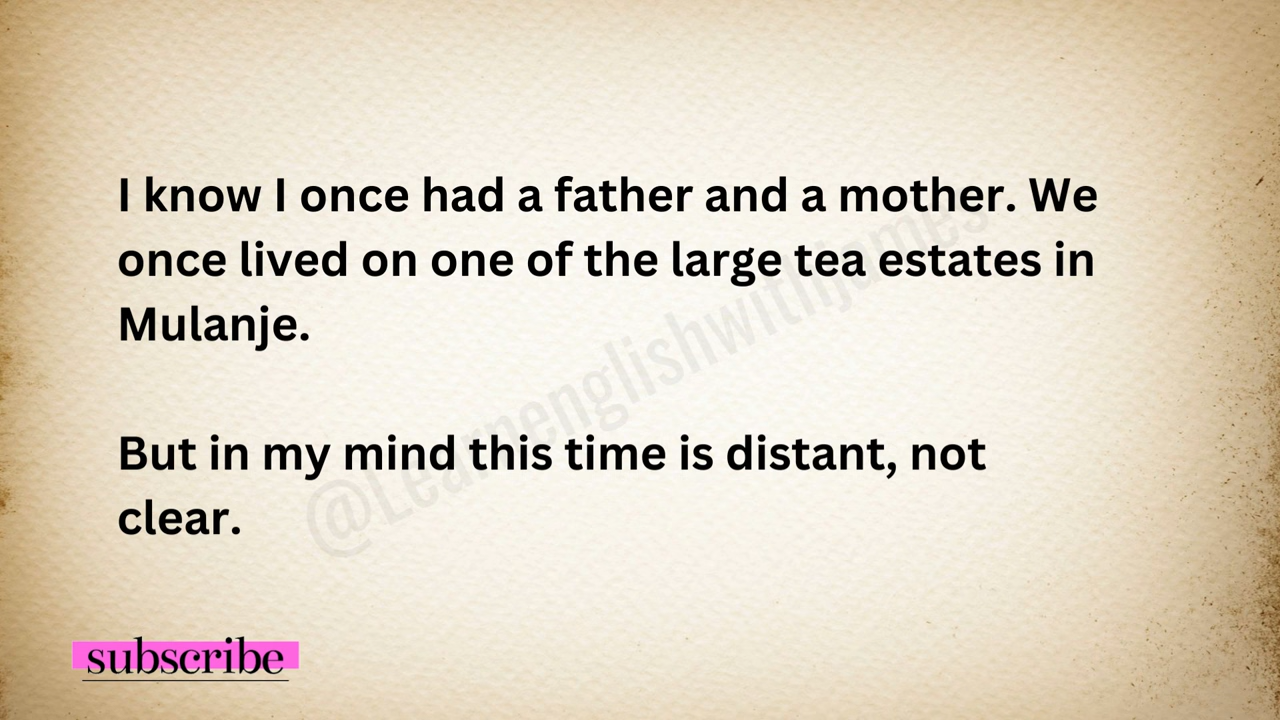 I know I once had a father and a mother. We
once lived on one of the large tea estates in
Mulanje.
But in my mind this time is distant, not
clear.
@Learnenglishwithjames
subscribe